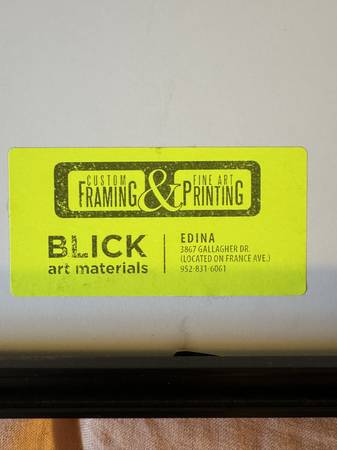 CUSTOM FINE ART
FRAMING & PRINTING
BLICK
art materials
EDINA
3867 GALLAGHER DR.
(LOCATED ON FRANCE AVE.)
952-831-6061